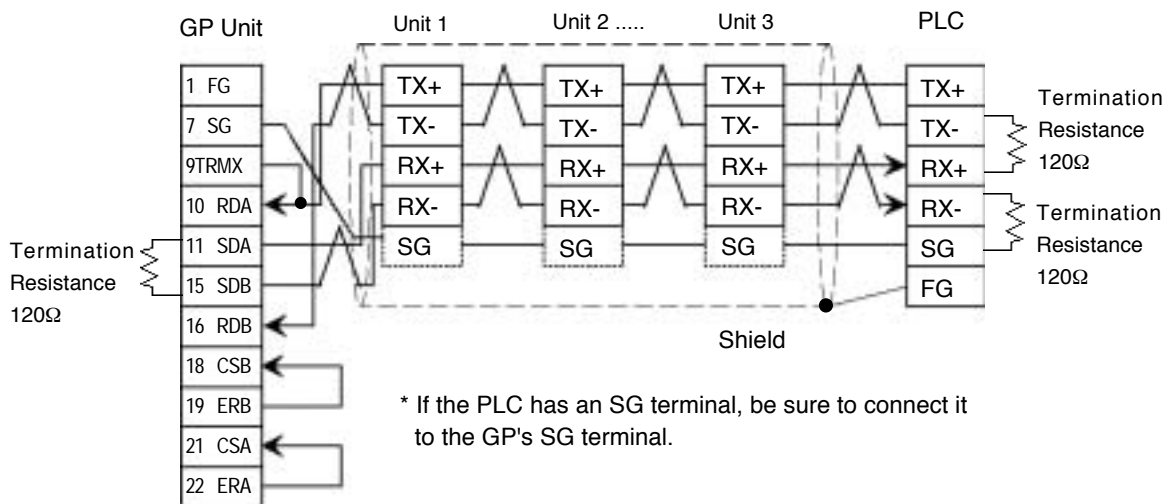 GP Unit
Unit 1
Unit 2 .....
Unit 3
PLC
1 FG
7 SG
9TRMX
10 RDA
11 SDA
15 SDB
16 RDB
18 CSB
19 ERB
21 CSA
22 ERA
Termination
Resistance
120Ω
TX+
TX-
RX+
RX-
SG
TX+
TX-
RX+
RX-
SG
TX+
TX-
RX+
RX-
SG
TX+
TX-
RX+
RX-
SG
FG
Termination
Resistance
120Ω
Termination
Resistance
120Ω
Shield
* If the PLC has an SG terminal, be sure to connect it
to the GP's SG terminal.